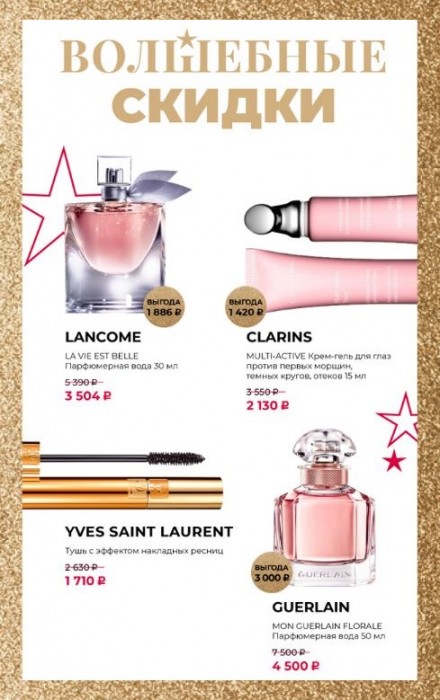 ВОЛШЕБНЫЕ
СКИДКИ
ВЫГОДА
1 886 ₽
LANCOME
LA VIE EST BELLE
Парфюмерная вода 30 мл
5 390 ₽
3 504 ₽
ВЫГОДА
1 420 ₽
CLARINS
MULTI-ACTIVE Крем-гель для глаз
против первых морщин,
темных кругов, отеков 15 мл
3 550 ₽
2 130 ₽
YVES SAINT LAURENT
Тушь с эффектом накладных ресниц
2 630 ₽
1 710 ₽
ВЫГОДА
3 000 ₽
GUERLAIN
GUERLAIN
MON GUERLAIN FLORALE
Парфюмерная вода 50 мл
7 500 ₽
4 500 ₽